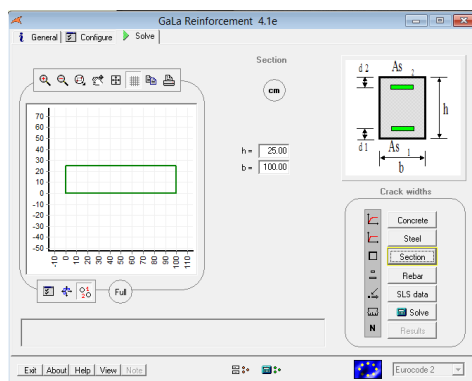 GaLa Reinforcement 4.1e
General Configure Solve
Section
cm
h = 25.00
b = 100.00
70
60
50
40
30
20
10
0
-10
-20
-30
-40
-50
-10 0 10 20 30 40 50 60 70 80 90 100 110
Full
d 2 As 2
h
d 1 As 1
b
Crack widths
Concrete
Steel
Section
Rebar
SLS data
Solve
N Results
Exit About Help View Note
Eurocode 2